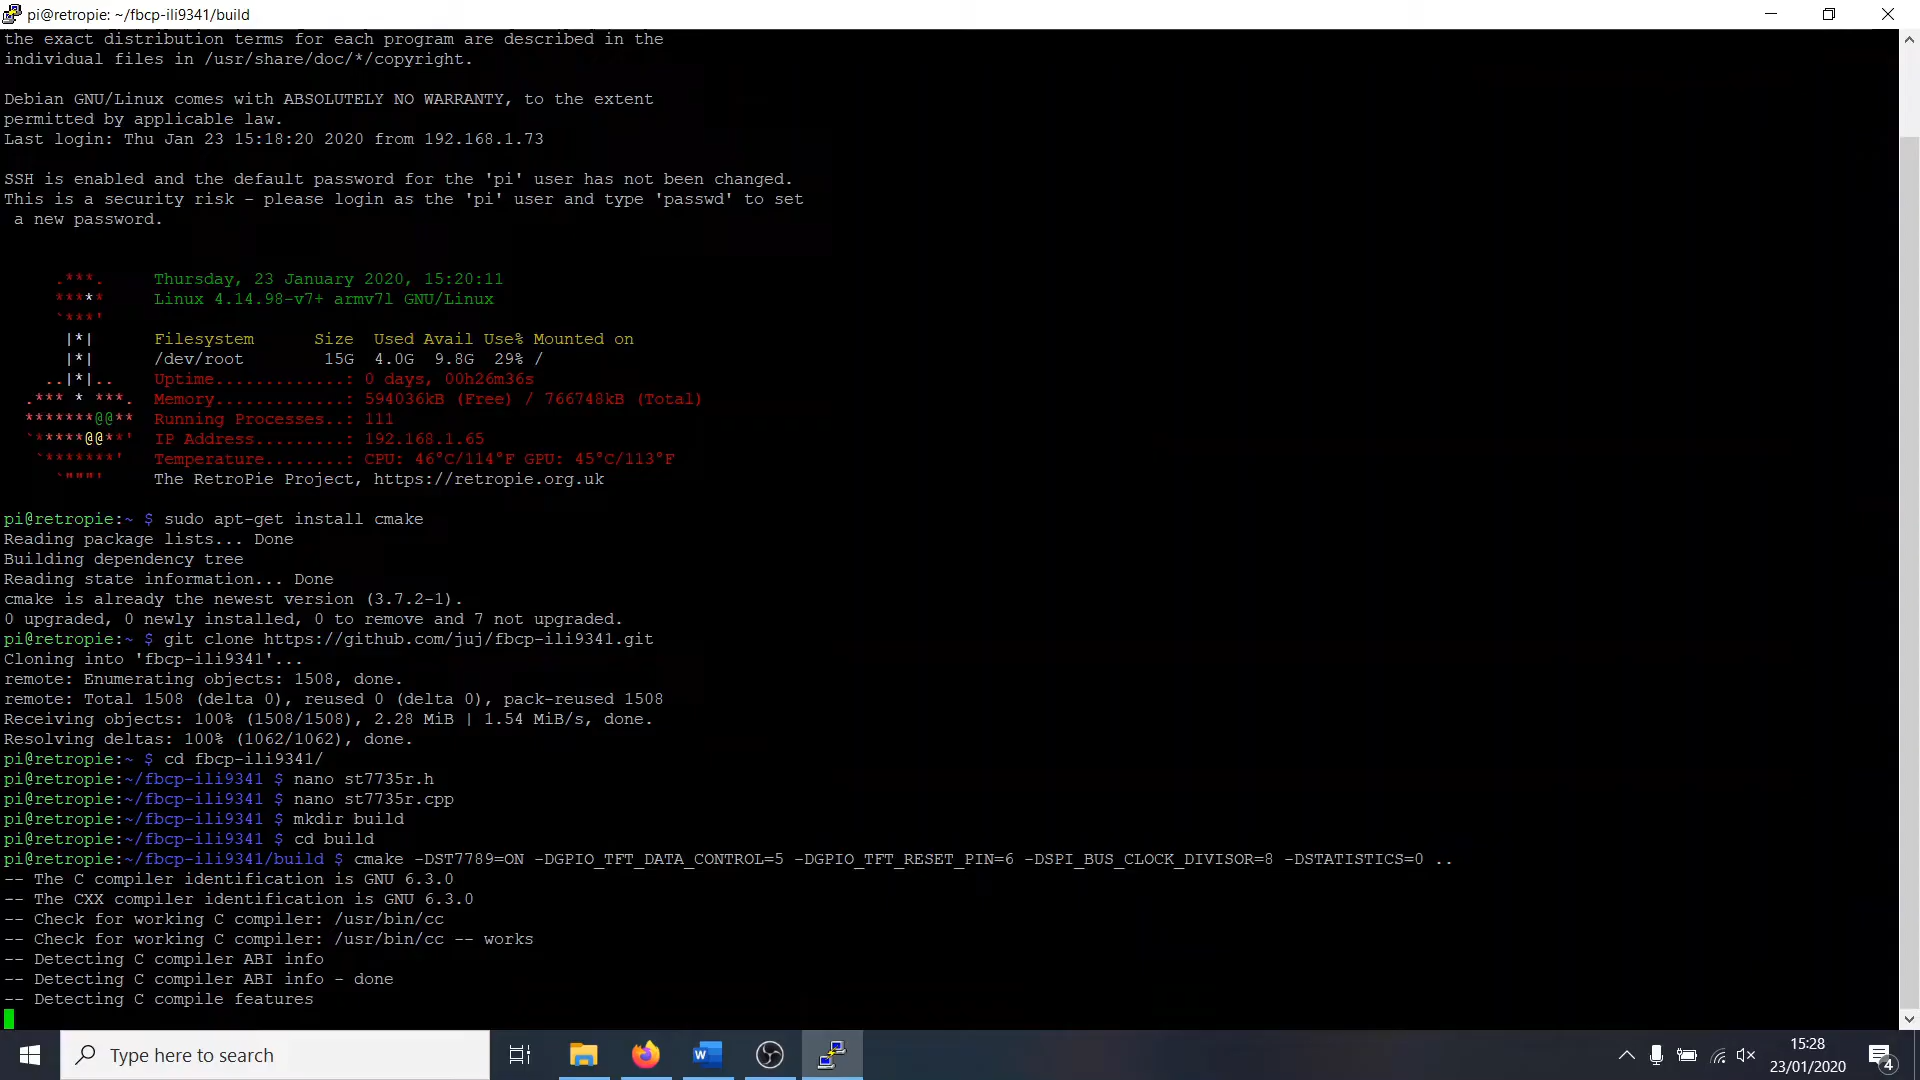 pi@retropie: ~/fbcp-ili9341/build
the exact distribution terms for each program are described in the
individual files in /usr/share/doc/*/copyright.
Debian GNU/Linux comes with ABSOLUTELY NO WARRANTY, to the extent
permitted by applicable law.
Last login: Thu Jan 23 15:18:20 2020 from 192.168.1.73
SSH is enabled and the default password for the 'pi' user has not been changed.
This is a security risk - please login as the 'pi' user and type 'passwd' to set
 a new password.
.***.     Thursday, 23 January 2020, 15:20:11
*****     Linux 4.14.98-v7+ armv7l GNU/Linux
`***'
|*|      Filesystem      Size  Used Avail Use% Mounted on
|*|      /dev/root        15G  4.0G  9.8G  29% /
..|*|..    Uptime.............: 0 days, 00h26m36s
.*** * ***.  Memory.............: 594036kB (Free) / 766748kB (Total)
*******@@**  Running Processes..: 111
`******@@**'  IP Address.........: 192.168.1.65
`*******'   Temperature........: CPU: 46°C/114°F GPU: 45°C/113°F
`"""'     The RetroPie Project, https://retropie.org.uk
pi@retropie:~ $ sudo apt-get install cmake
Reading package lists... Done
Building dependency tree
Reading state information... Done
cmake is already the newest version (3.7.2-1).
0 upgraded, 0 newly installed, 0 to remove and 7 not upgraded.
pi@retropie:~ $ git clone https://github.com/juj/fbcp-ili9341.git
Cloning into 'fbcp-ili9341'...
remote: Enumerating objects: 1508, done.
remote: Total 1508 (delta 0), reused 0 (delta 0), pack-reused 1508
Receiving objects: 100% (1508/1508), 2.28 MiB | 1.54 MiB/s, done.
Resolving deltas: 100% (1062/1062), done.
pi@retropie:~ $ cd fbcp-ili9341/
pi@retropie:~/fbcp-ili9341 $ nano st7735r.h
pi@retropie:~/fbcp-ili9341 $ nano st7735r.cpp
pi@retropie:~/fbcp-ili9341 $ mkdir build
pi@retropie:~/fbcp-ili9341 $ cd build
pi@retropie:~/fbcp-ili9341/build $ cmake -DST7789=ON -DGPIO_TFT_DATA_CONTROL=5 -DGPIO_TFT_RESET_PIN=6 -DSPI_BUS_CLOCK_DIVISOR=8 -DSTATISTICS=0 ..
-- The C compiler identification is GNU 6.3.0
-- The CXX compiler identification is GNU 6.3.0
-- Check for working C compiler: /usr/bin/cc
-- Check for working C compiler: /usr/bin/cc -- works
-- Detecting C compiler ABI info
-- Detecting C compiler ABI info - done
-- Detecting C compile features
Type here to search
15:28
23/01/2020
4